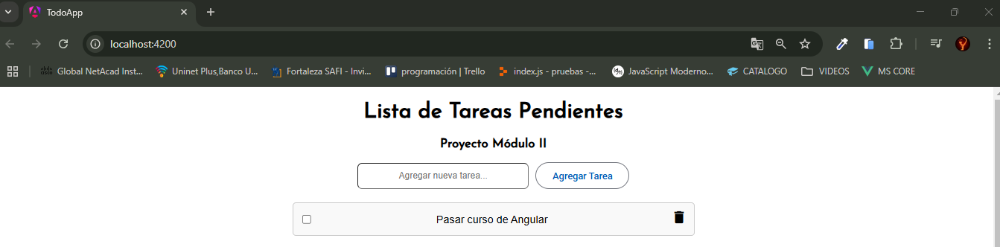 TodoApp
localhost:4200
Global NetAcad Inst... Uninet Plus,Banco U... Fortaleza SAFI - Invi... programación | Trello index.js - pruebas -... JavaScript Moderno... CATALOGO VIDEOS MS CORE
Lista de Tareas Pendientes
Proyecto Módulo II
Agregar nueva tarea... Agregar Tarea
Pasar curso de Angular